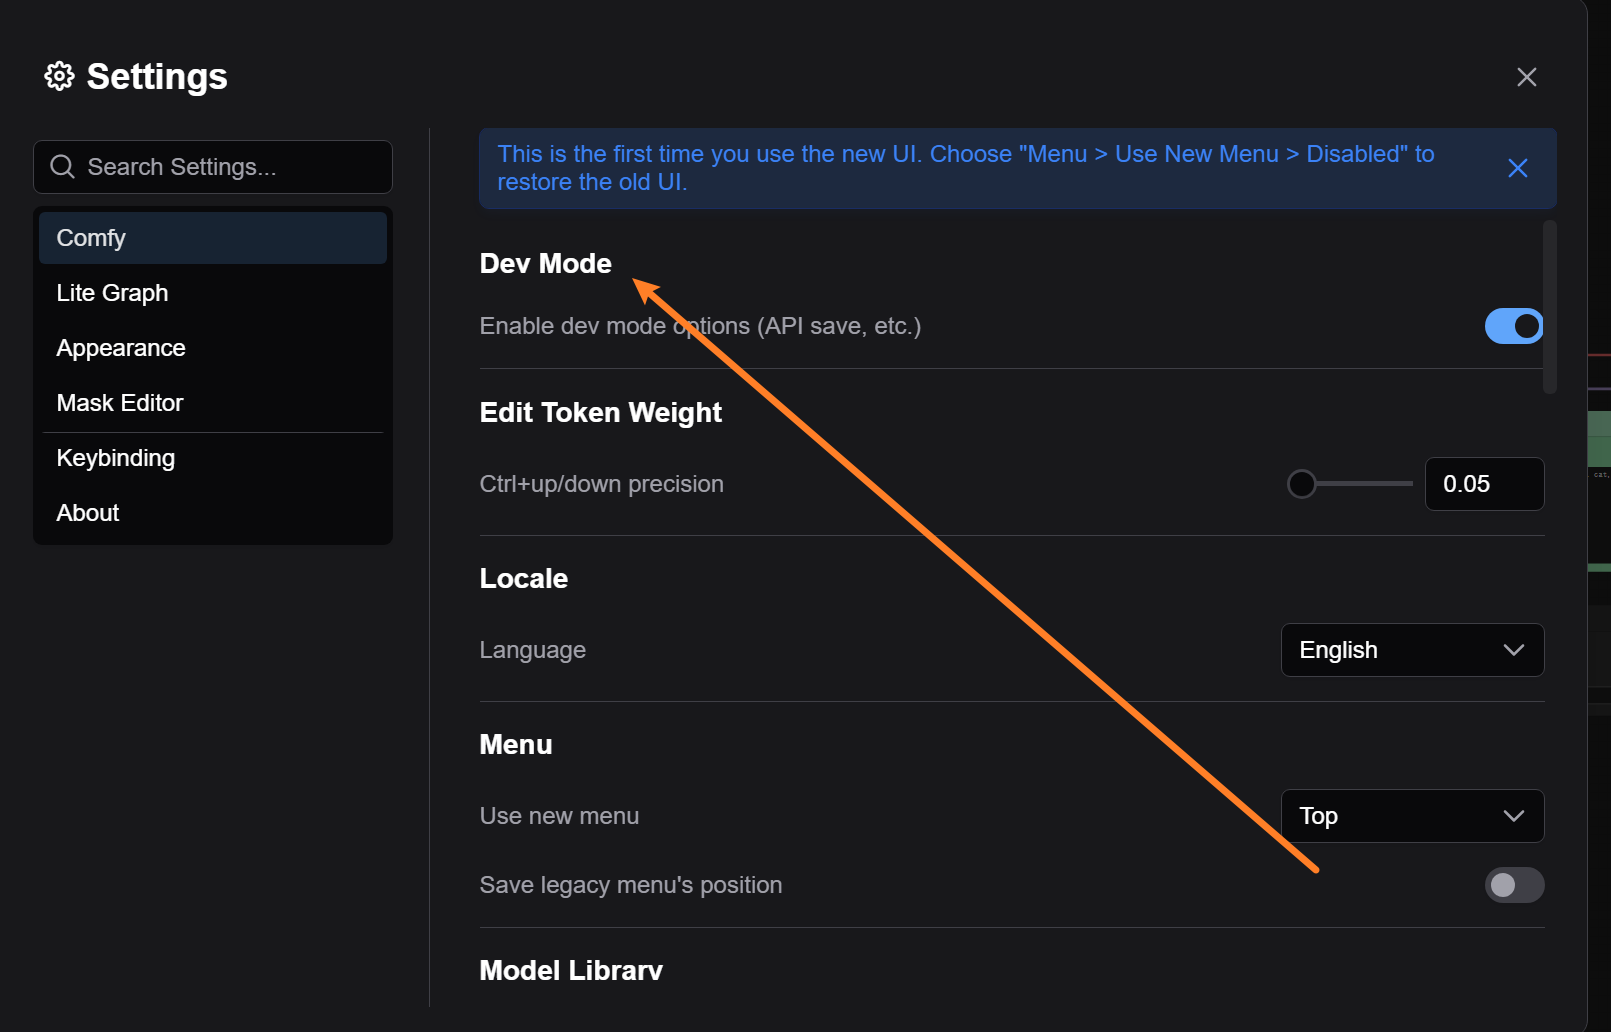 Settings
Search Settings...
Comfy
Lite Graph
Appearance
Mask Editor
Keybinding
About
This is the first time you use the new UI. Choose "Menu > Use New Menu > Disabled" to
restore the old UI.
Dev Mode
Enable dev mode options (API save, etc.)
Edit Token Weight
Ctrl+up/down precision
0.05
Locale
Language
English
Menu
Use new menu
Top
Save legacy menu's position
Model Library
cat,